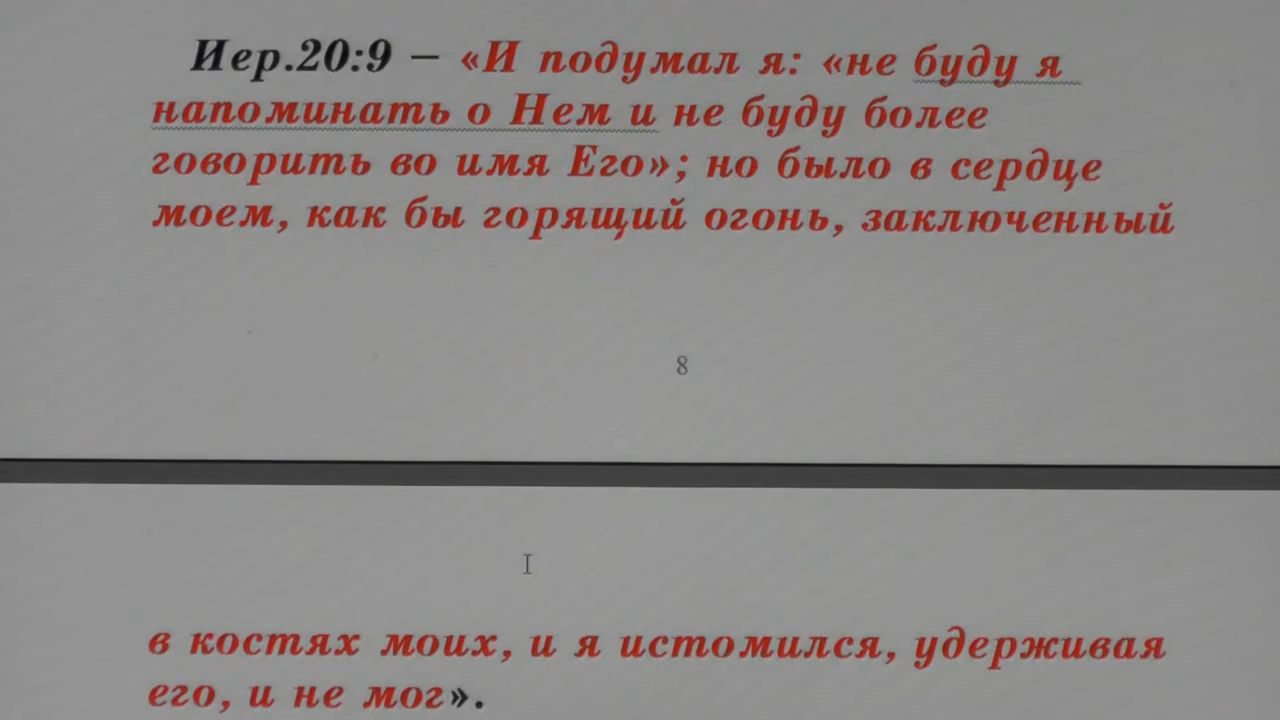 Иер.20:9 – «И подумал я: «не буду я
напоминать о Нем и не буду более
говорить во имя Его»; но было в сердце
моем, как бы горящий огонь, заключенный
8
в костях моих, и я истомился, удерживая
его, и не мог».